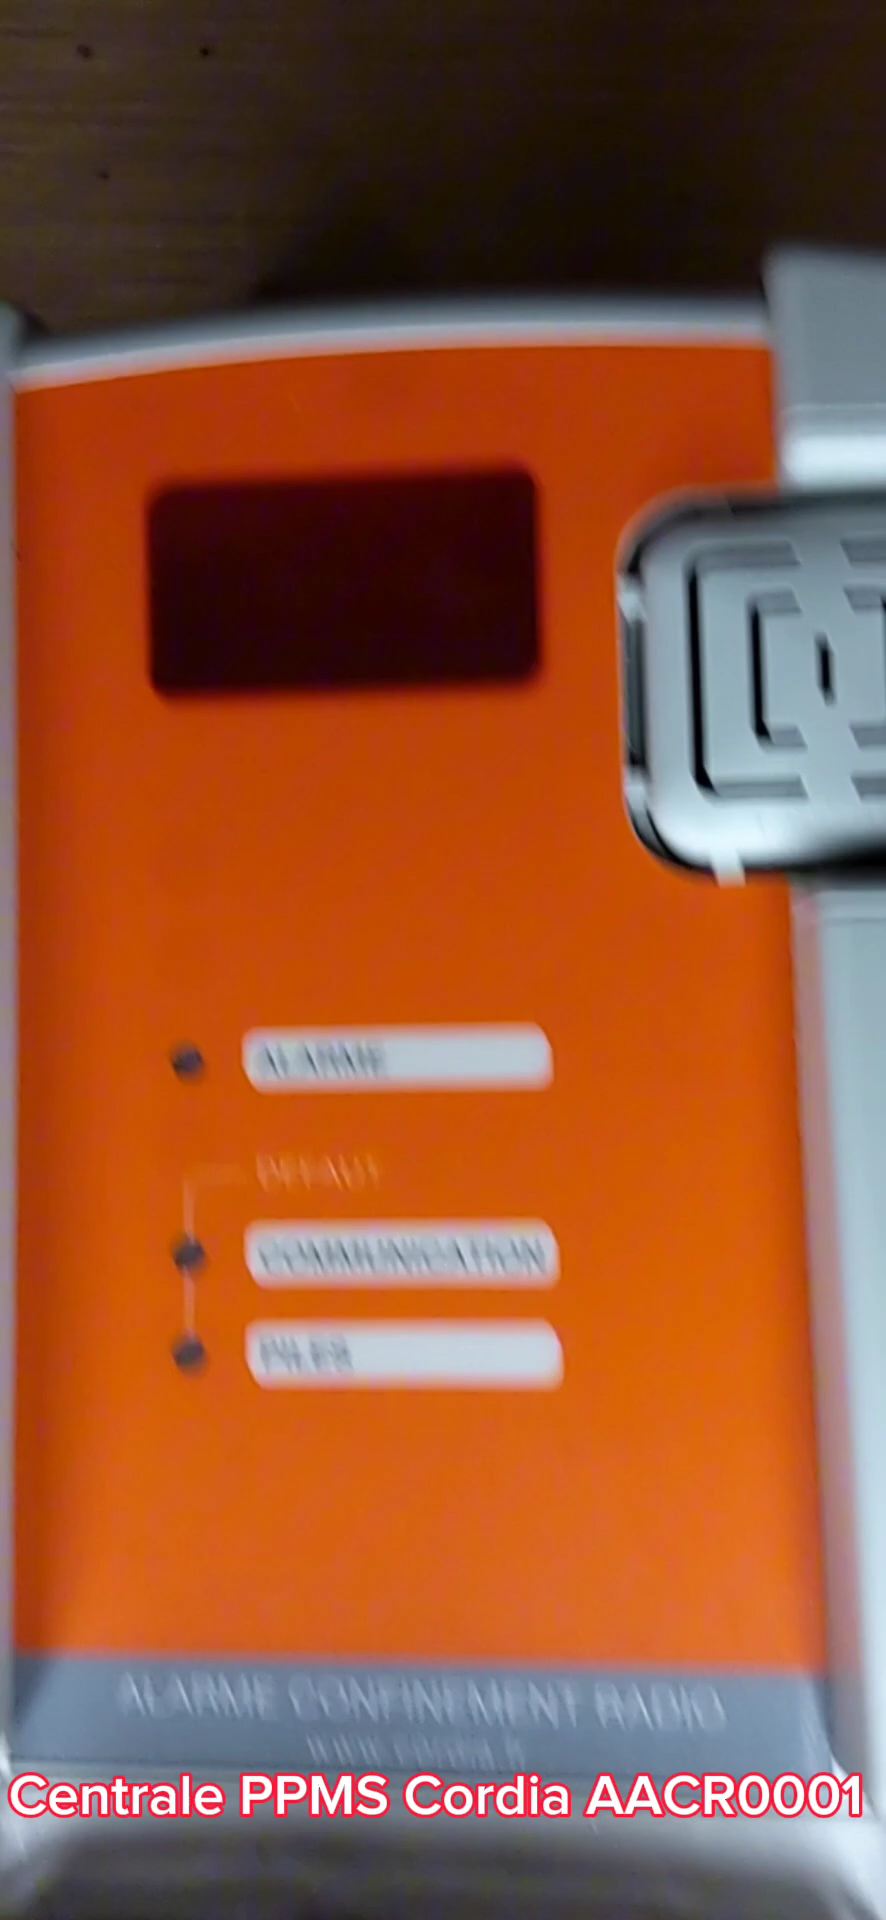 ALARME
DEFAUT
COMMUNICATION
PILES
ALARME CONFINEMENT RADIO
Centrale PPMS Cordia AACR0001